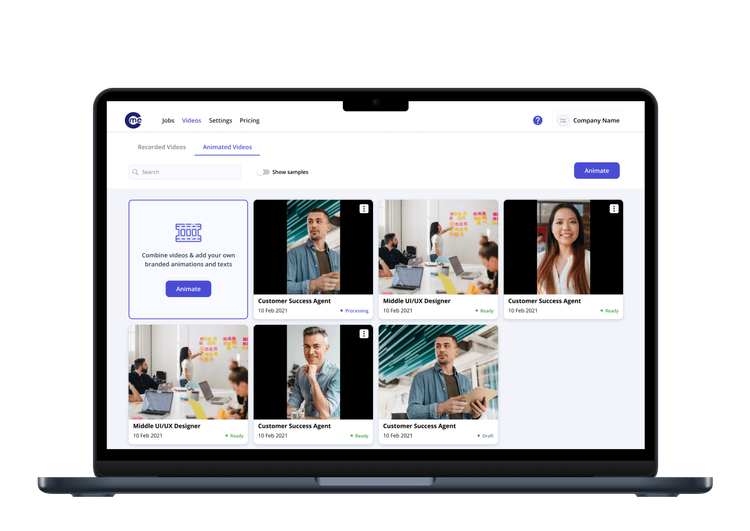 Jobs
Videos
Settings
Pricing
?
Company Name
Recorded Videos
Animated Videos
Search
Show samples
Animate
Combine videos & add your own
branded animations and texts
Animate
Customer Success Agent
10 Feb 2021
Processing
Middle UI/UX Designer
10 Feb 2021
Ready
Customer Success Agent
10 Feb 2021
Ready
Middle UI/UX Designer
10 Feb 2021
Ready
Customer Success Agent
10 Feb 2021
Ready
Customer Success Agent
10 Feb 2021
Draft